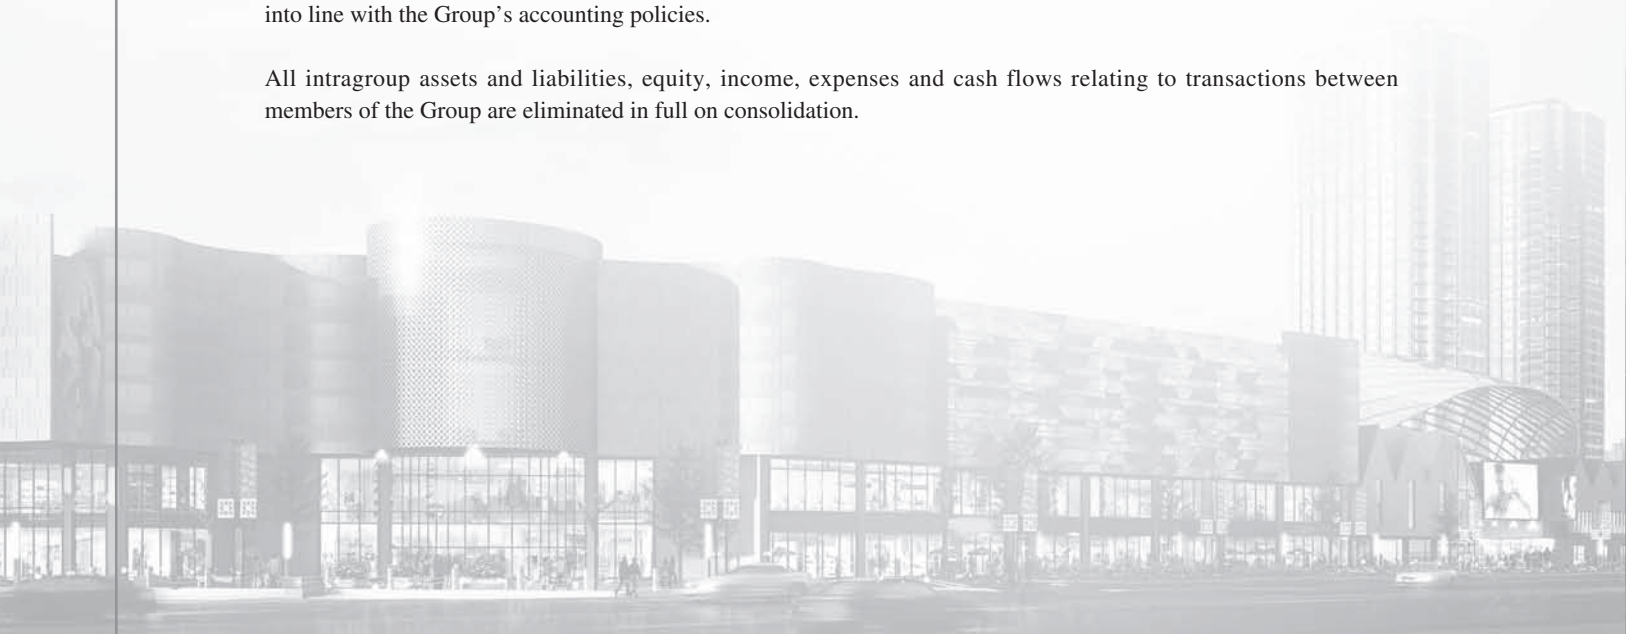 into line with the Group’s accounting policies.
All intragroup assets and liabilities, equity, income, expenses and cash flows relating to transactions between
members of the Group are eliminated in full on consolidation.